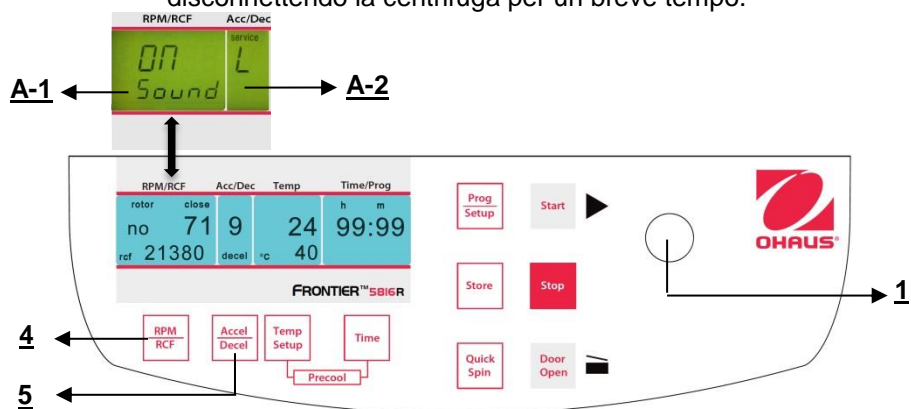 disconnettendo la centrifuga per un breve tempo.
RPM/RCF Acc/Dec
service
ON L
Sound
A-1 A-2
RPM/RCF Acc/Dec Temp Time/Prog
rotor close h m
no 71 9 24 99:99
rcf 21380 decel °c 40
FRONTIER™5816R
Prog
Setup
Start
OHAUS®
Store
Stop
1
4
RPM
RCF
Accel
Decel
Temp
Setup
Time
Precool
Quick
Spin
Door
Open
5